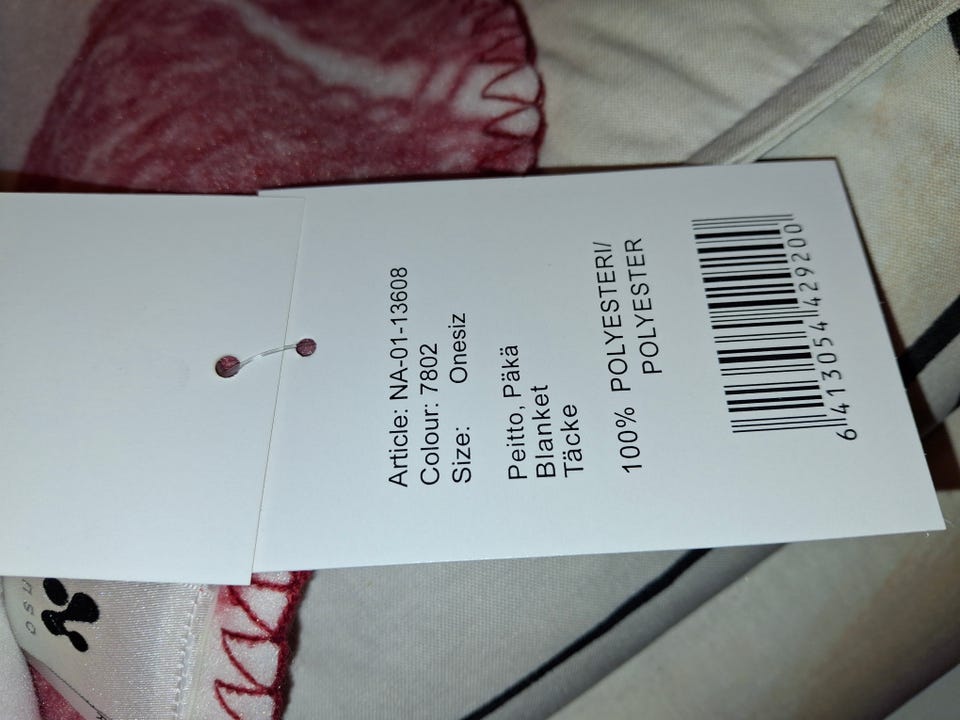 Article: NA-01-13608
Colour: 7802
Size: Onesiz
Peitto, Päkä
Blanket
Täcke
100% POLYESTERI/
POLYESTER
6 413054 429200